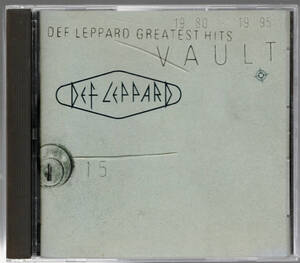 19 80 19 95
DEF LEPPARD GREATEST HITS
VAULT
DEF LEPPARD
15